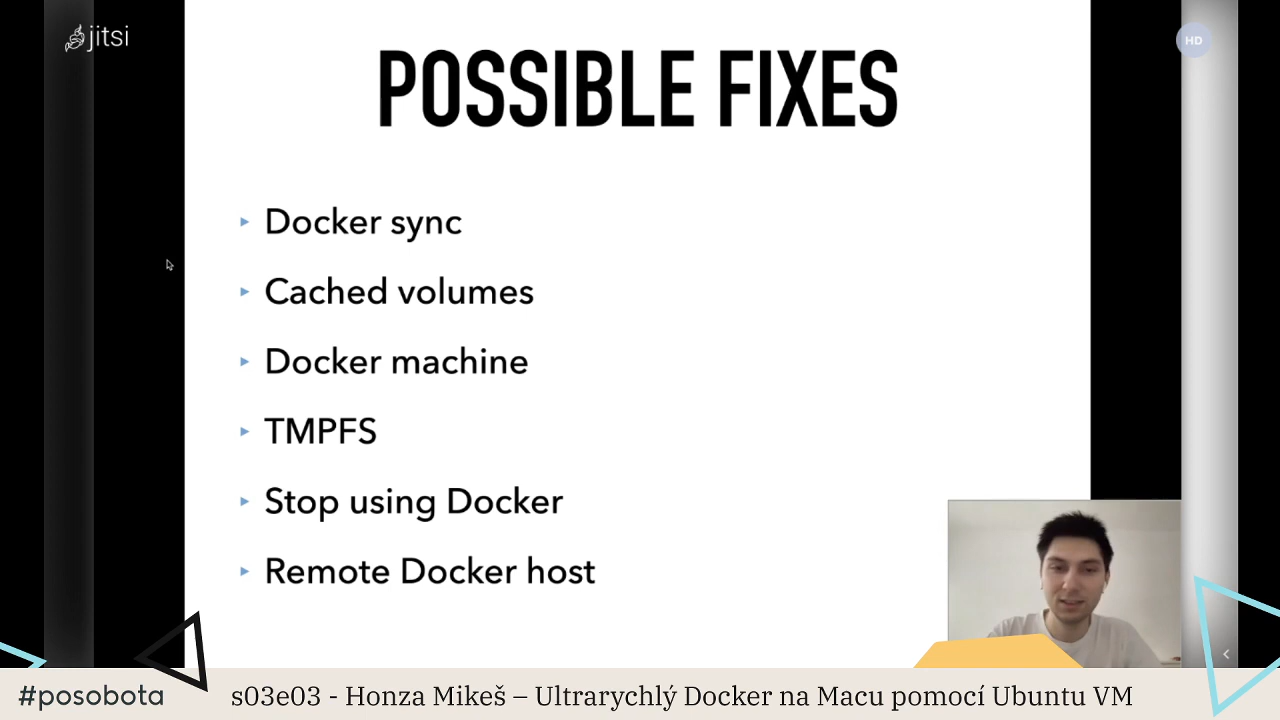 jitsi
HD
POSSIBLE FIXES
Docker sync
Cached volumes
Docker machine
TMPFS
Stop using Docker
Remote Docker host
#posobota
s03e03 - Honza Mikeš – Ultrarychlý Docker na Macu pomocí Ubuntu VM